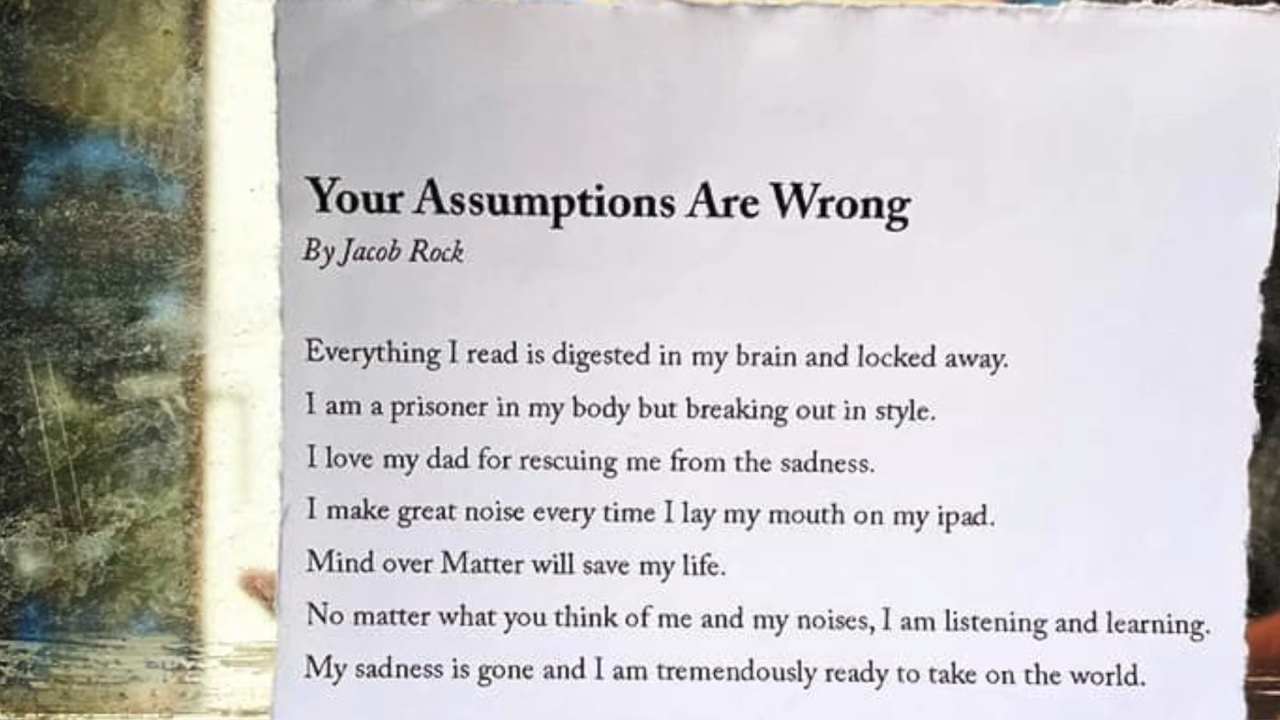 Your Assumptions Are Wrong
By Jacob Rock
Everything I read is digested in my brain and locked away.
I am a prisoner in my body but breaking out in style.
I love my dad for rescuing me from the sadness.
I make great noise every time I lay my mouth on my ipad.
Mind over Matter will save my life.
No matter what you think of me and my noises, I am listening and learning.
My sadness is gone and I am tremendously ready to take on the world.